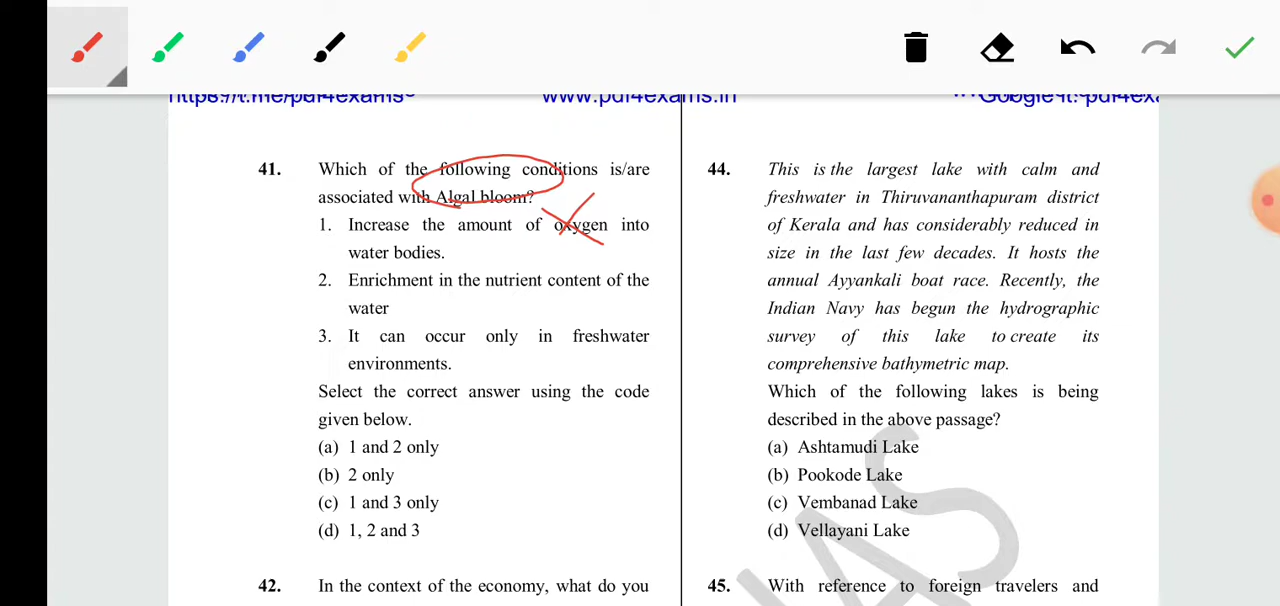 https://t.me/pdf4exams
www.pdf4exams.in
Google it: pdf4ex
41. Which of the following conditions is/are
associated with Algal bloom?
1. Increase the amount of oxygen into
water bodies.
2. Enrichment in the nutrient content of the
water
3. It can occur only in freshwater
environments.
Select the correct answer using the code
given below.
(a) 1 and 2 only
(b) 2 only
(c) 1 and 3 only
(d) 1, 2 and 3
42. In the context of the economy, what do you
44. This is the largest lake with calm and
freshwater in Thiruvananthapuram district
of Kerala and has considerably reduced in
size in the last few decades. It hosts the
annual Ayyankali boat race. Recently, the
Indian Navy has begun the hydrographic
survey of this lake to create its
comprehensive bathymetric map.
Which of the following lakes is being
described in the above passage?
(a) Ashtamudi Lake
(b) Pookode Lake
(c) Vembanad Lake
(d) Vellayani Lake
45. With reference to foreign travelers and
AS